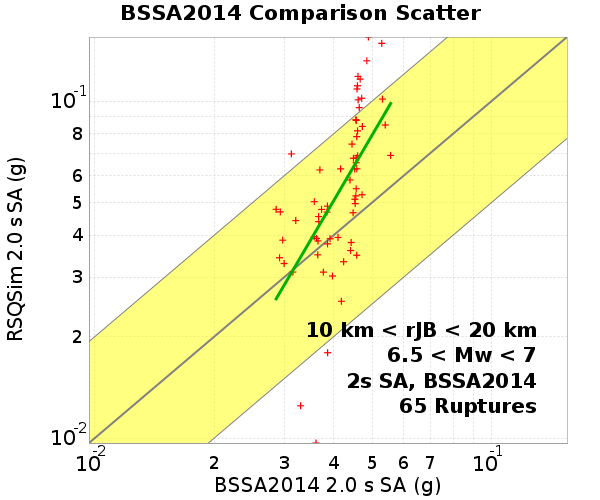 BSSA2014 Comparison Scatter
RSQSim 2.0 s SA (g)
10-1
8
6
5
4
3
2
10-2
10 km < rJB < 20 km
6.5 < Mw < 7
2s SA, BSSA2014
65 Ruptures
10-2 2 3 4 5 6 7 10-1
BSSA2014 2.0 s SA (g)